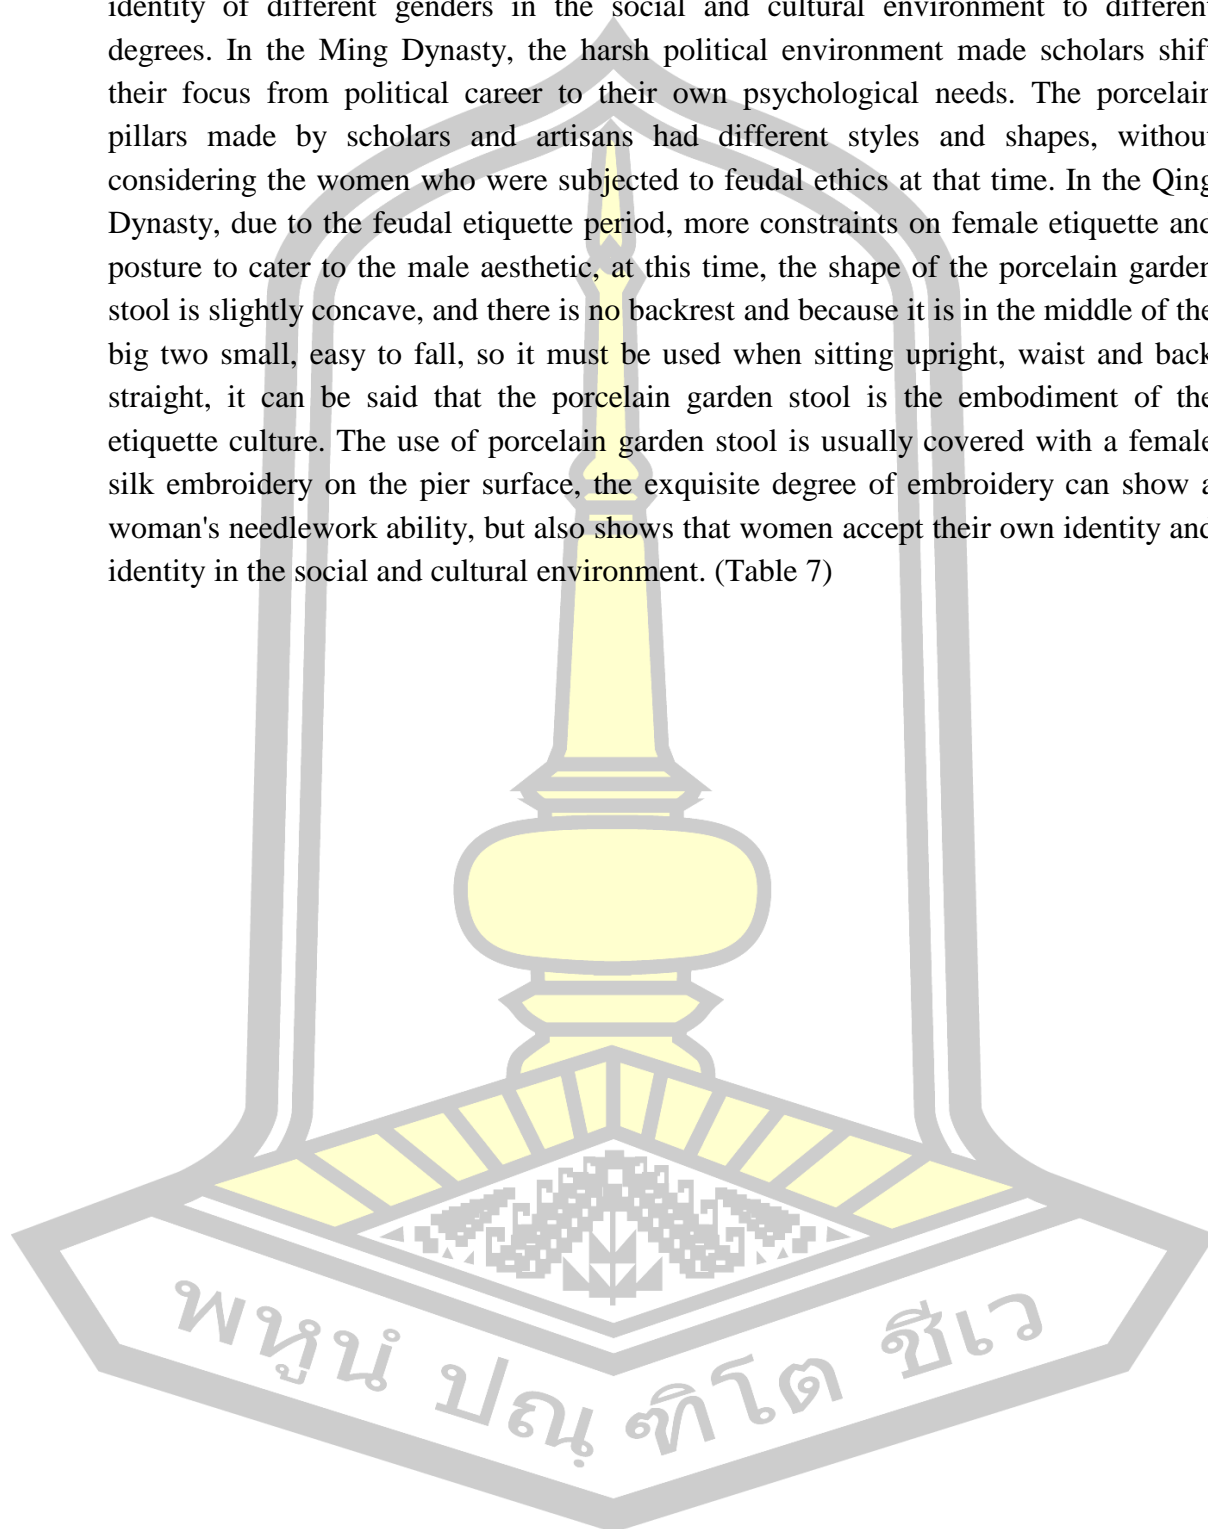 identity of different genders in the social and cultural environment to different
degrees. In the Ming Dynasty, the harsh political environment made scholars shift
their focus from political career to their own psychological needs. The porcelain
pillars made by scholars and artisans had different styles and shapes, without
considering the women who were subjected to feudal ethics at that time. In the Qing
Dynasty, due to the feudal etiquette period, more constraints on female etiquette and
posture to cater to the male aesthetic, at this time, the shape of the porcelain garden
stool is slightly concave, and there is no backrest and because it is in the middle of the
big two small, easy to fall, so it must be used when sitting upright, waist and back
straight, it can be said that the porcelain garden stool is the embodiment of the
etiquette culture. The use of porcelain garden stool is usually covered with a female
silk embroidery on the pier surface, the exquisite degree of embroidery can show a
woman's needlework ability, but also shows that women accept their own identity and
identity in the social and cultural environment. (Table 7)
พหูนํ ปณฺฑิโต ชีเว